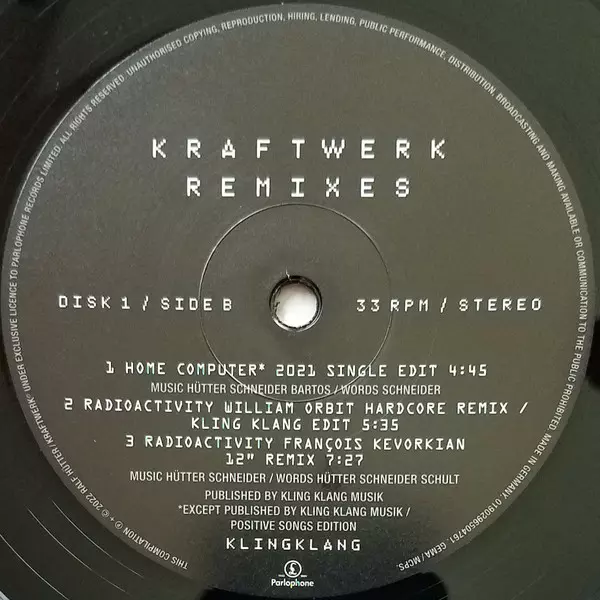 KRAFTWERK
REMIXES
DISK 1 / SIDE B
33 RPM / STEREO
1 HOME COMPUTER* 2021 SINGLE EDIT 4:45
MUSIC HÜTTER SCHNEIDER BARTOS / WORDS SCHNEIDER
2 RADIOACTIVITY WILLIAM ORBIT HARDCORE REMIX /
KLING KLANG EDIT 5:35
3 RADIOACTIVITY FRANÇOIS KEVORKIAN
12" REMIX 7:27
MUSIC HÜTTER SCHNEIDER / WORDS HÜTTER SCHNEIDER SCHULT
PUBLISHED BY KLING KLANG MUSIK
*EXCEPT PUBLISHED BY KLING KLANG MUSIK /
POSITIVE SONGS EDITION
KLINGKLANG
Parlophone
THIS COMPILATION ℗ + © 2022 RALF HÜTTER/KRAFTWERK® UNDER EXCLUSIVE LICENCE TO PARLOPHONE RECORDS LIMITED. ALL RIGHTS RESERVED. UNAUTHORISED COPYING, REPRODUCTION, HIRING, LENDING, PUBLIC PERFORMANCE, DISTRIBUTION, BROADCASTING AND MAKING AVAILABLE OR COMMUNICATION TO THE PUBLIC PROHIBITED. MADE IN GERMANY. 0190296504761. GEMA/MCPS.